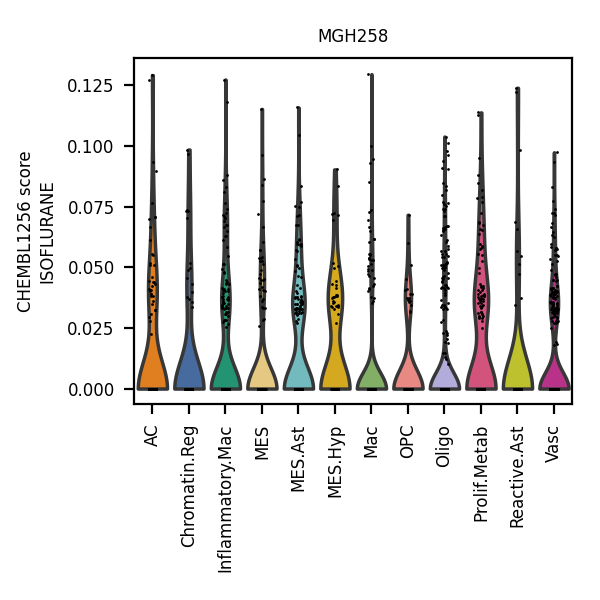 MGH258
CHEMBL1256 score
ISOFLURANE
0.125
0.100
0.075
0.050
0.025
0.000
AC
Chromatin.Reg
Inflammatory.Mac
MES
MES.Ast
MES.Hyp
Mac
OPC
Oligo
Prolif.Metab
Reactive.Ast
Vasc